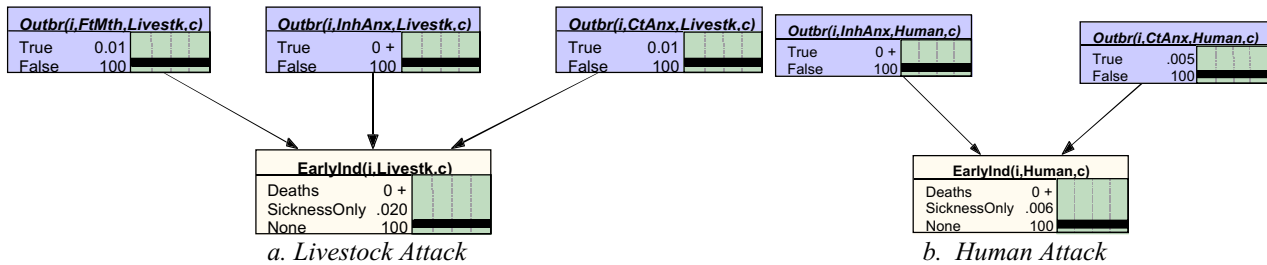 Outbr(i,FtMth,Livestk,c)
True 0.01
False 100
Outbr(i,InhAnx,Livestk,c)
True 0 +
False 100
Outbr(i,CtAnx,Livestk,c)
True 0.01
False 100
Outbr(i,InhAnx,Human,c)
True 0 +
False 100
Outbr(i,CtAnx,Human,c)
True .005
False 100
EarlyInd(i,Livestk,c)
Deaths 0 +
SicknessOnly .020
None 100
EarlyInd(i,Human,c)
Deaths 0 +
SicknessOnly .006
None 100
a. Livestock Attack
b. Human Attack